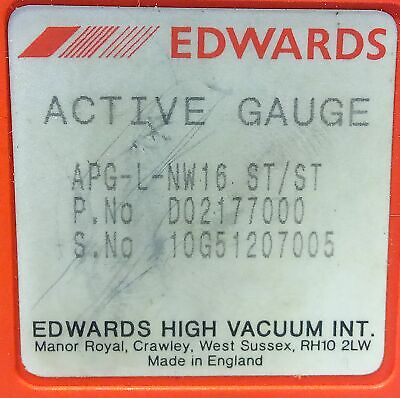 EDWARDS
ACTIVE GAUGE
APG-L-NW16 ST/ST
P.No D02177000
S.No 10G51207005
EDWARDS HIGH VACUUM INT.
Manor Royal, Crawley, West Sussex, RH10 2LW
Made in England